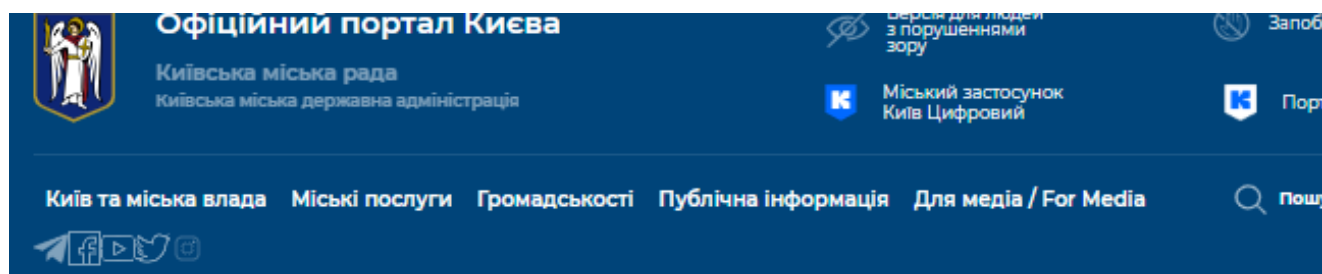 Офіційний портал Києва
Київська міська рада
Київська міська державна адміністрація
Версія для людей
з порушеннями
зору
Міський застосунок
Київ Цифровий
Київ та міська влада Міські послуги Громадськості Публічна інформація Для медіа / For Media